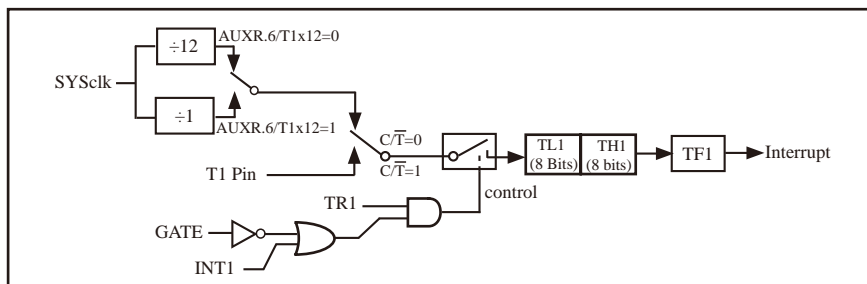 ÷12
AUXR.6/T1x12=0
SYSclk
÷1
AUXR.6/T1x12=1
C/T̅=0
C/T̅=1
T1 Pin
TL1
(8 Bits)
TH1
(8 bits)
TF1
Interrupt
control
TR1
GATE
INT1